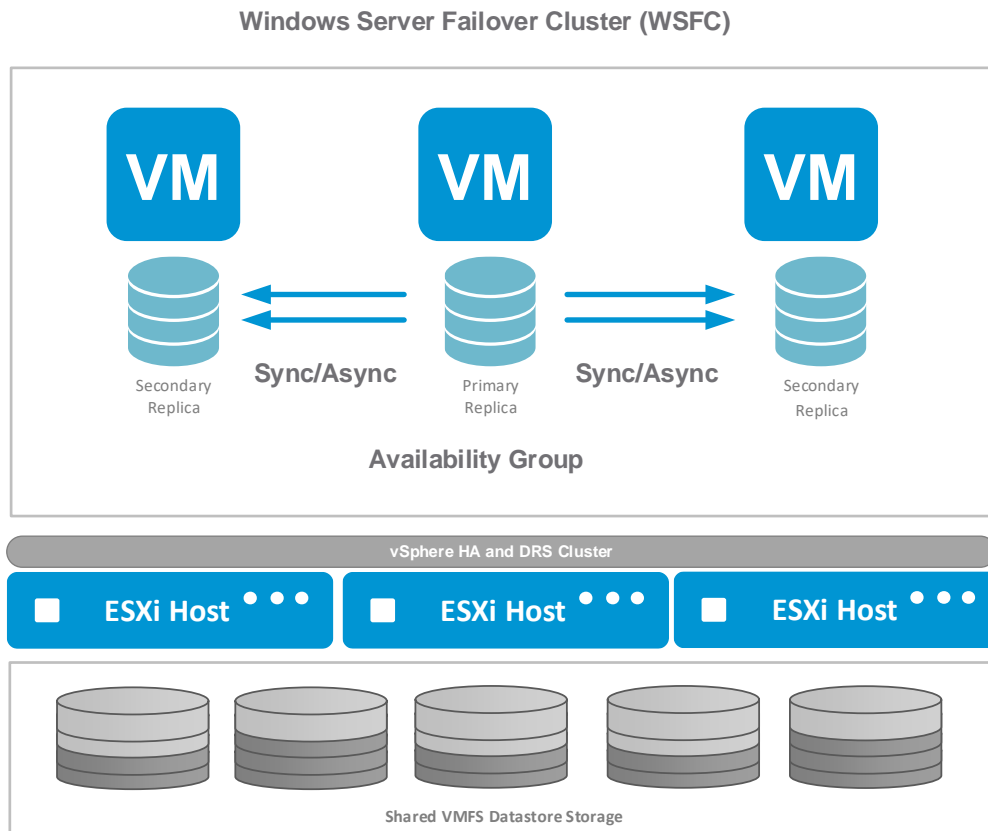 Windows Server Failover Cluster (WSFC)
VM
VM
VM
Sync/Async
Sync/Async
Secondary
Replica
Primary
Replica
Secondary
Replica
Availability Group
vSphere HA and DRS Cluster
ESXi Host
ESXi Host
ESXi Host
Shared VMFS Datastore Storage